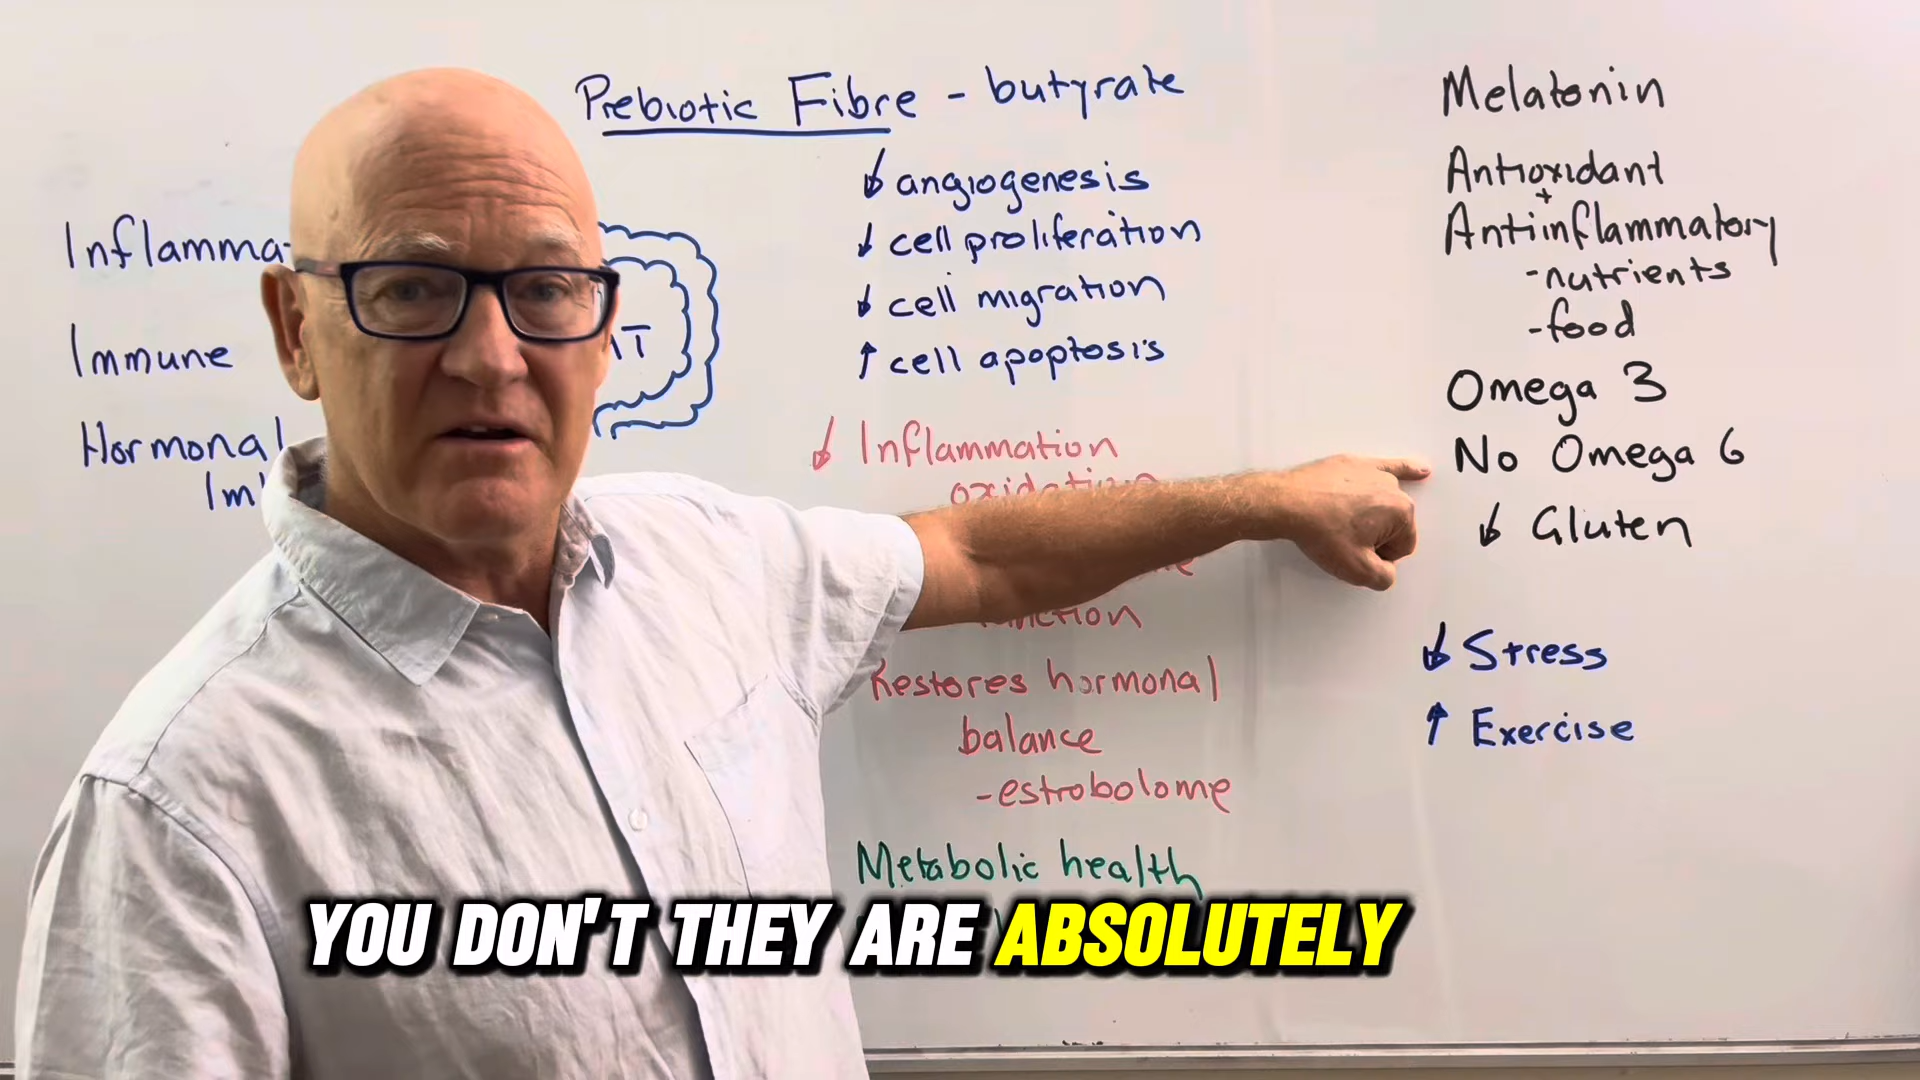 Prebiotic Fibre - butyrate
↓ angiogenesis
↓ cell proliferation
↓ cell migration
↑ cell apoptosis
Inflamma
Immune
Hormonal
Im
↓ Inflammation
oxidation
Restores hormonal
balance
- estrobolome
Metabolic health
Melatonin
Antioxidant
+
Antiinflammatory
- nutrients
- food
Omega 3
No Omega 6
↓ Gluten
↓ Stress
↑ Exercise
YOU DON'T THEY ARE ABSOLUTELY